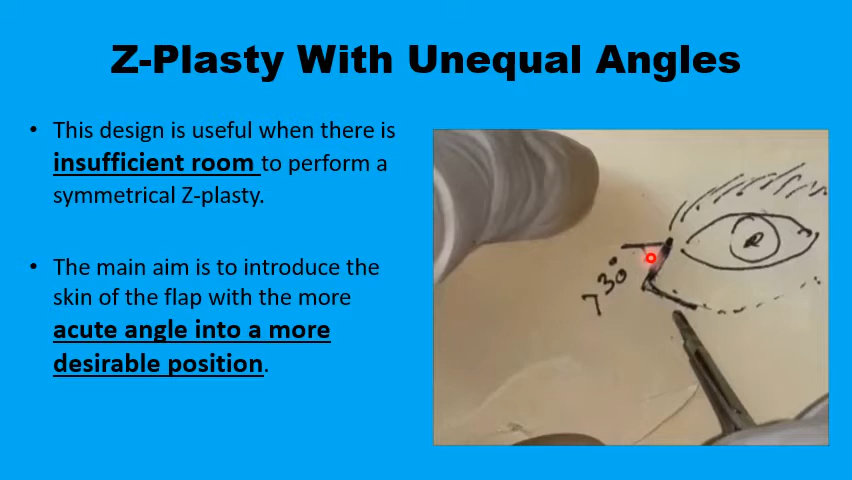 Z-Plasty With Unequal Angles
• This design is useful when there is
insufficient room to perform a
symmetrical Z-plasty.
• The main aim is to introduce the
skin of the flap with the more
acute angle into a more
desirable position.
730°